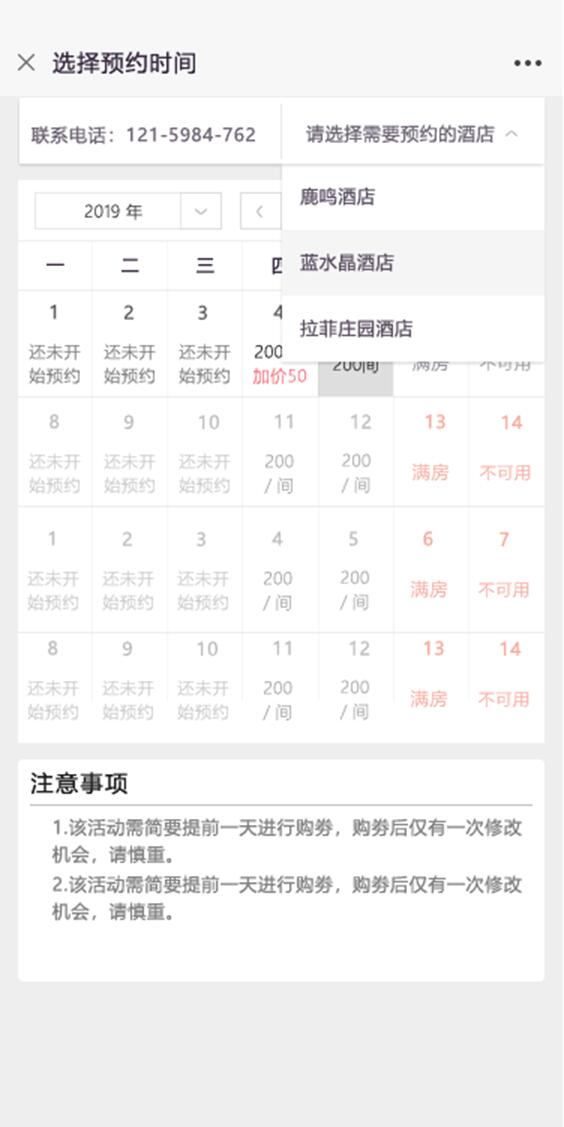 选择预约时间
联系电话：121-5984-762
请选择需要预约的酒店
鹿鸣酒店
蓝水晶酒店
拉菲庄园酒店
2019 年
一 二 三
1 2 3 4
还未开 还未开 还未开 200
始预约 始预约 始预约 加价50 200间 满房 不可用
8 9 10 11 12 13 14
还未开 还未开 还未开 200 200 满房 不可用
始预约 始预约 始预约 / 间 / 间
1 2 3 4 5 6 7
还未开 还未开 还未开 200 200 满房 不可用
始预约 始预约 始预约 / 间 / 间
8 9 10 11 12 13 14
还未开 还未开 还未开 200 200 满房 不可用
始预约 始预约 始预约 / 间 / 间
注意事项
1.该活动需简要提前一天进行购劵，购劵后仅有一次修改
机会，请慎重。
2.该活动需简要提前一天进行购劵，购劵后仅有一次修改
机会，请慎重。